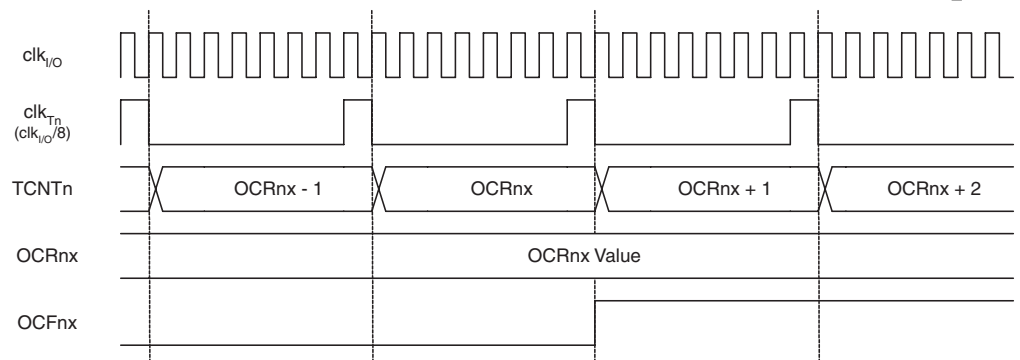 clkI/O
clkTn
(clkI/O/8)
TCNTn OCRnx - 1 OCRnx OCRnx + 1 OCRnx + 2
OCRnx OCRnx Value
OCFnx